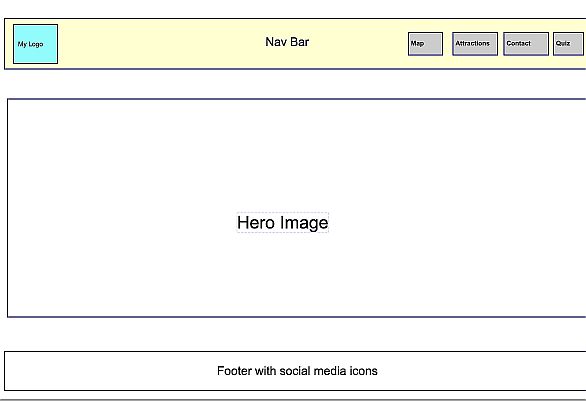 My Logo
Nav Bar
Map
Attractions
Contact
Quiz
Hero Image
Footer with social media icons